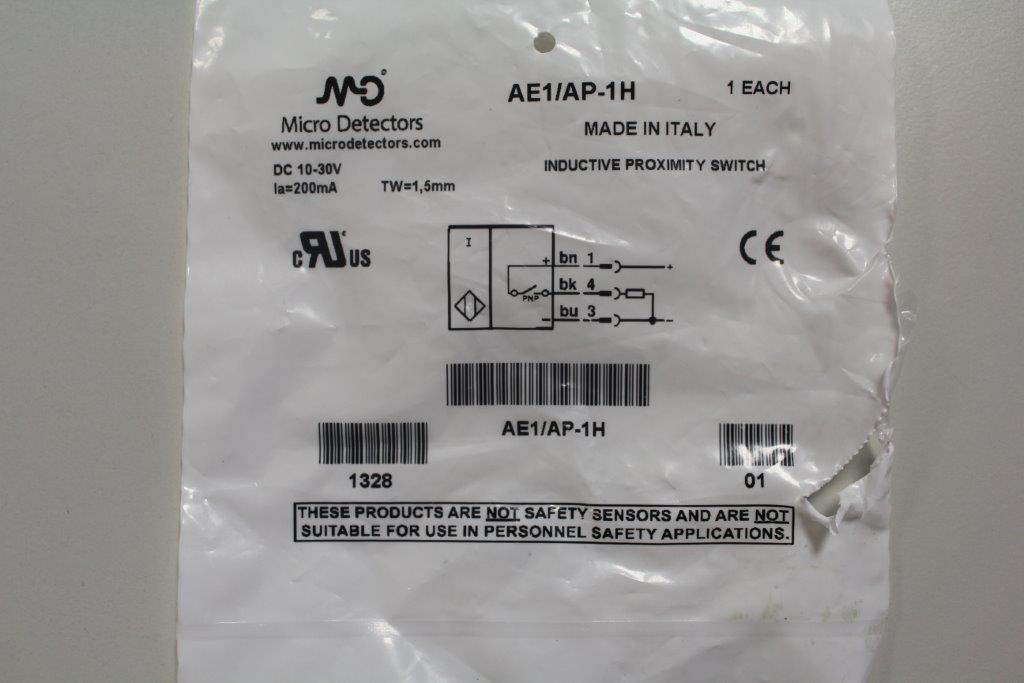 MD
Micro Detectors
www.microdetectors.com
DC 10-30V
Ia=200mA TW=1,5mm
AE1/AP-1H
1 EACH
MADE IN ITALY
INDUCTIVE PROXIMITY SWITCH
c RU US
CE
I
+ bn 1 +
PNP bk 4
− bu 3 −
AE1/AP-1H
1328
01
THESE PRODUCTS ARE NOT SAFETY SENSORS AND ARE NOT
SUITABLE FOR USE IN PERSONNEL SAFETY APPLICATIONS.